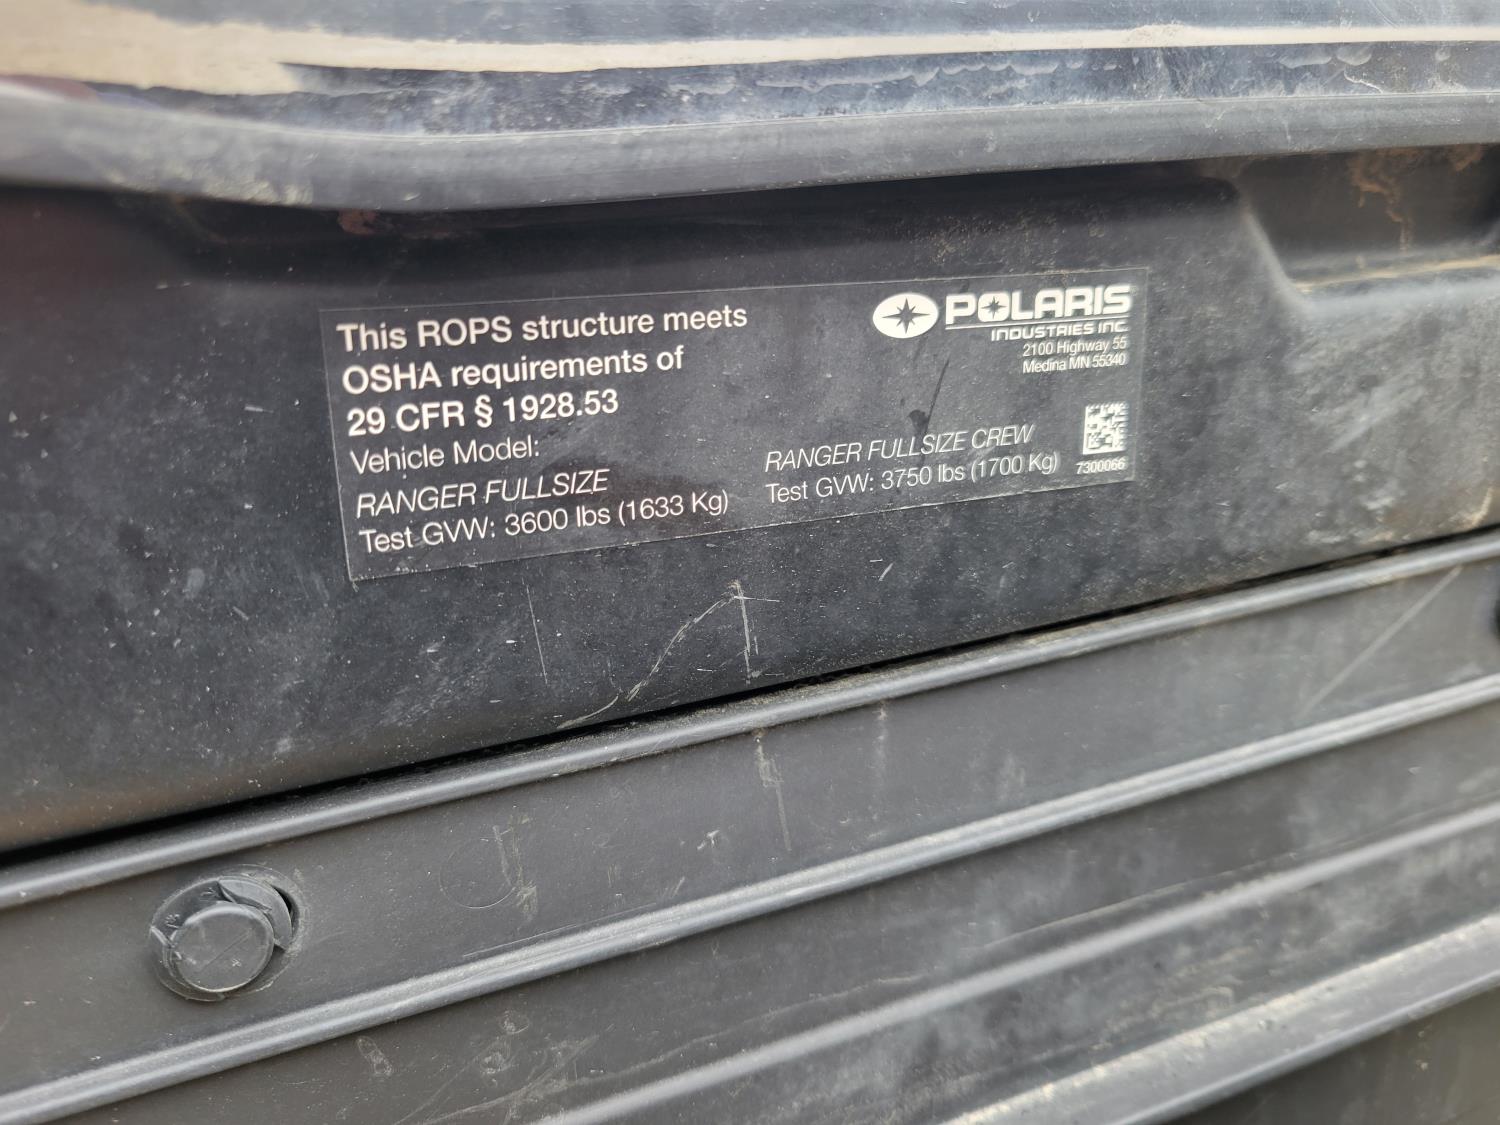 This ROPS structure meets
OSHA requirements of
29 CFR § 1928.53
Vehicle Model:
RANGER FULLSIZE
Test GVW: 3600 lbs (1633 Kg)
POLARIS
INDUSTRIES INC.
2100 Highway 55
Medina MN 55340
RANGER FULLSIZE CREW
Test GVW: 3750 lbs (1700 Kg)
7300066